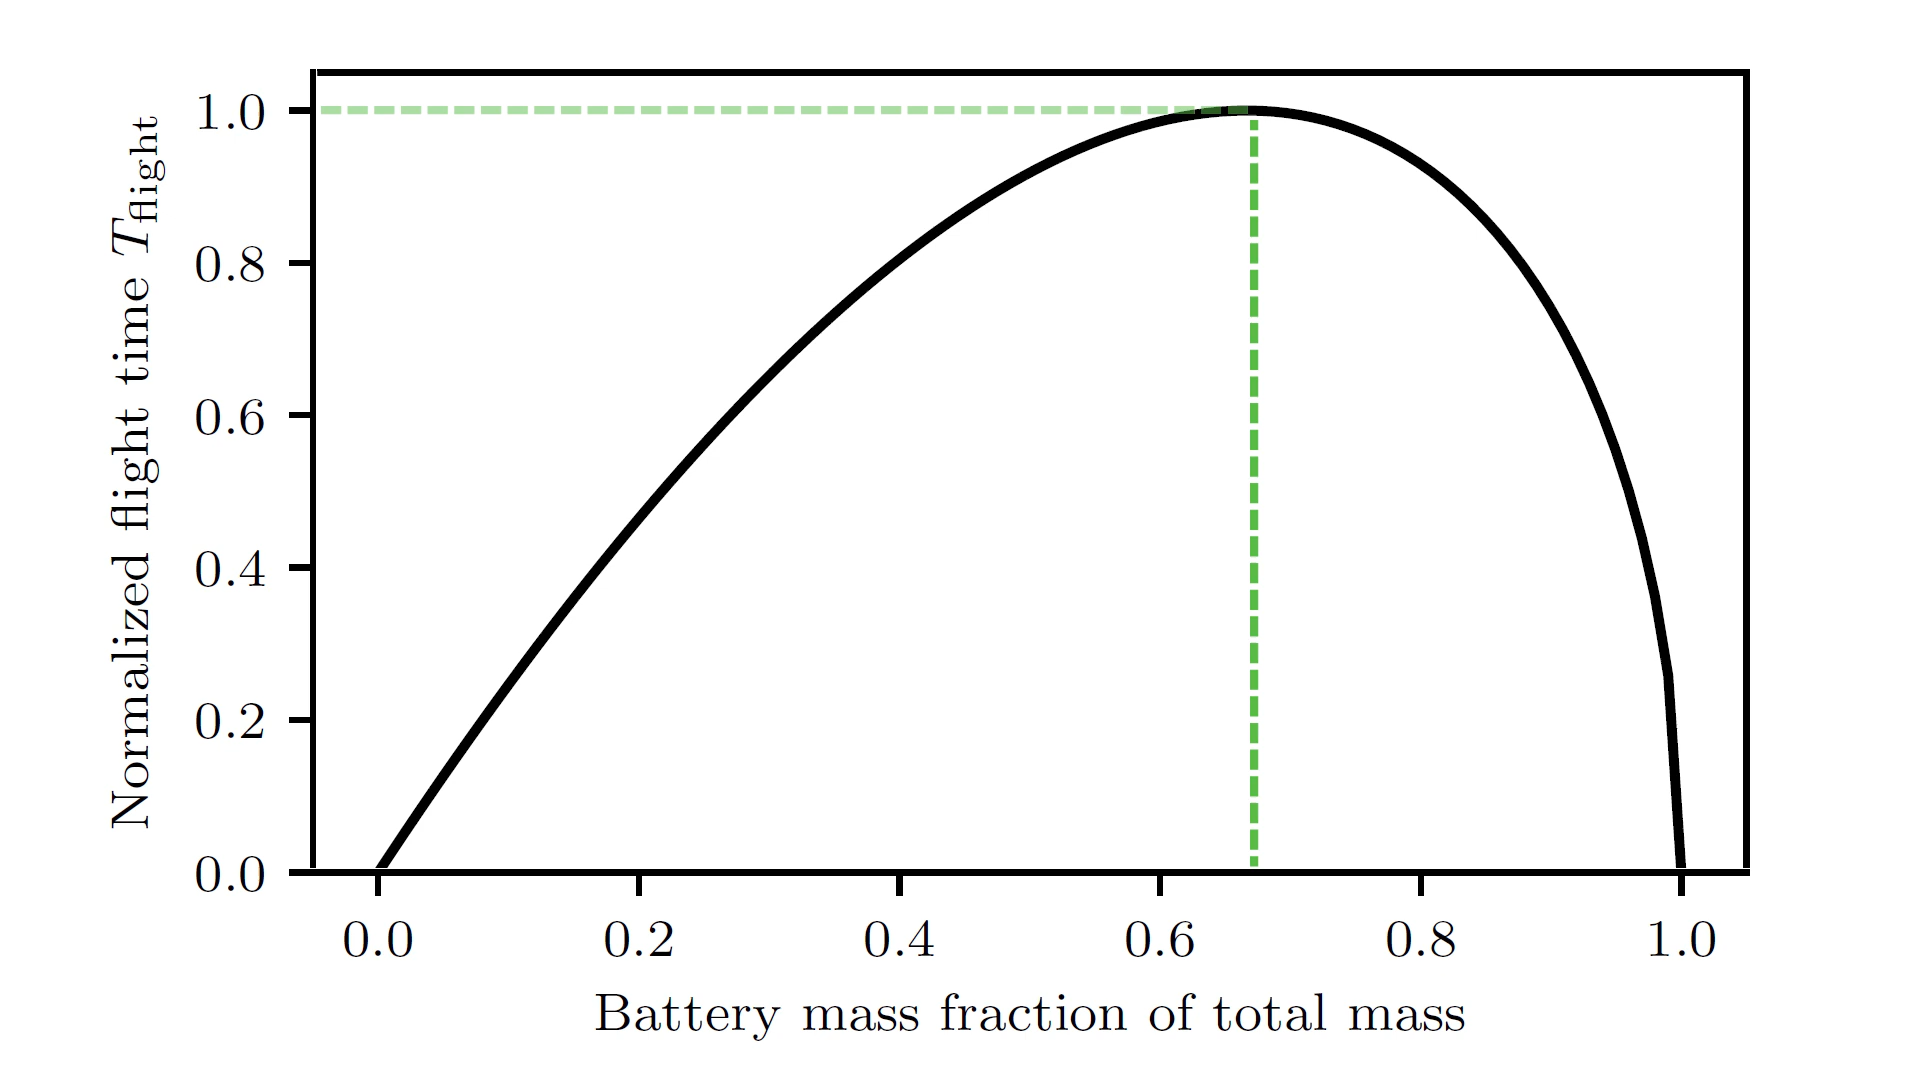 Normalized flight time T_flight
1.0
0.8
0.6
0.4
0.2
0.0
0.0 0.2 0.4 0.6 0.8 1.0
Battery mass fraction of total mass